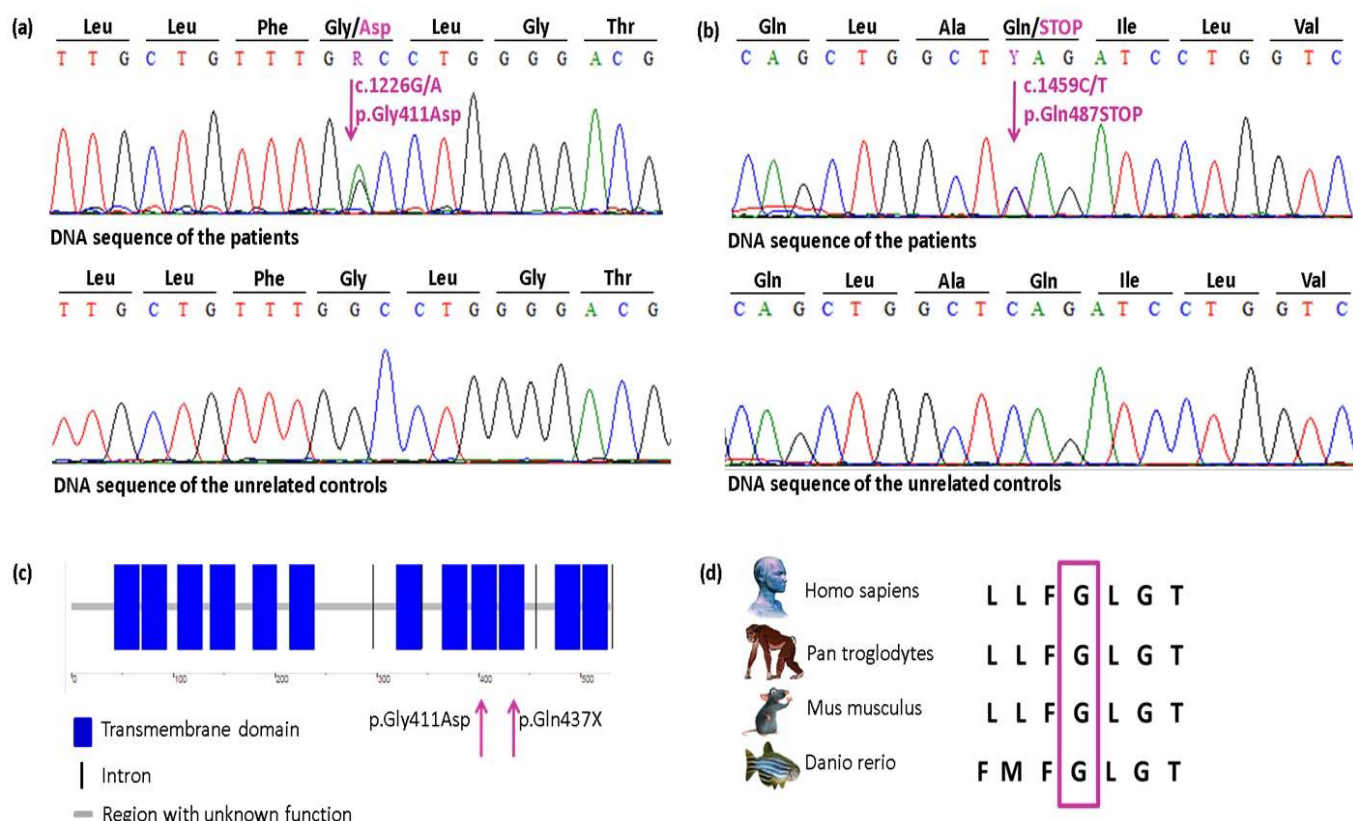 (a)
Leu Leu Phe Gly/Asp Leu Gly Thr
T T G C T G T T T G R C C T G G G G A C G
c.1226G/A
p.Gly411Asp
DNA sequence of the patients
Leu Leu Phe Gly Leu Gly Thr
T T G C T G T T T G G C C T G G G G A C G
DNA sequence of the unrelated controls
(b)
Gln Leu Ala Gln/STOP Ile Leu Val
C A G C T G G C T Y A G A T C C T G G T C
c.1459C/T
p.Gln487STOP
DNA sequence of the patients
Gln Leu Ala Gln Ile Leu Val
C A G C T G G C T C A G A T C C T G G T C
DNA sequence of the unrelated controls
(c)
0 100 200 300 400 500
p.Gly411Asp p.Gln437X
Transmembrane domain
Intron
Region with unknown function
(d)
Homo sapiens L L F G L G T
Pan troglodytes L L F G L G T
Mus musculus L L F G L G T
Danio rerio F M F G L G T